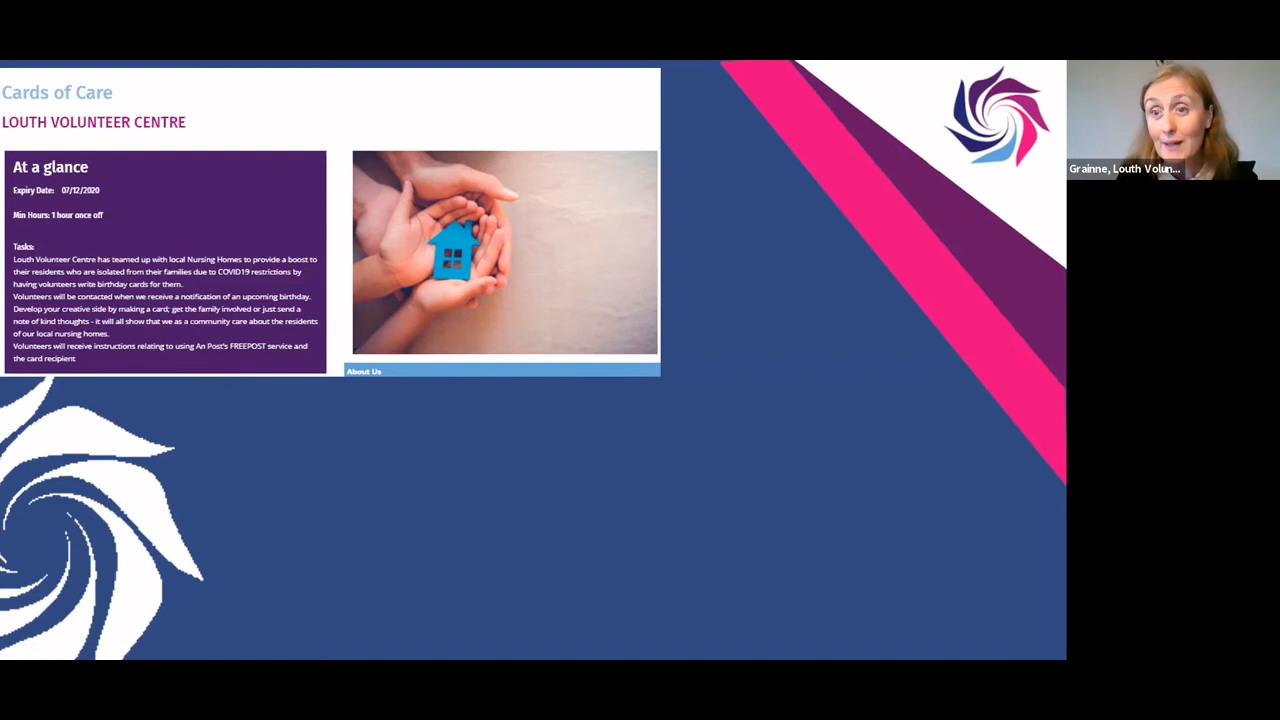 Cards of Care
LOUTH VOLUNTEER CENTRE
At a glance
Expiry Date: 07/12/2020
Min Hours: 1 hour once off
Tasks:
Louth Volunteer Centre has teamed up with local Nursing Homes to provide a boost to
their residents who are isolated from their families due to COVID19 restrictions by
having volunteers write birthday cards for them.
Volunteers will be contacted when we receive a notification of an upcoming birthday.
Develop your creative side by making a card; get the family involved or just send a
note of kind thoughts - it will all show that we as a community care about the residents
of our local nursing homes.
Volunteers will receive instructions relating to using An Post's FREEPOST service and
the card recipient
About Us
Grainne, Louth Volun...